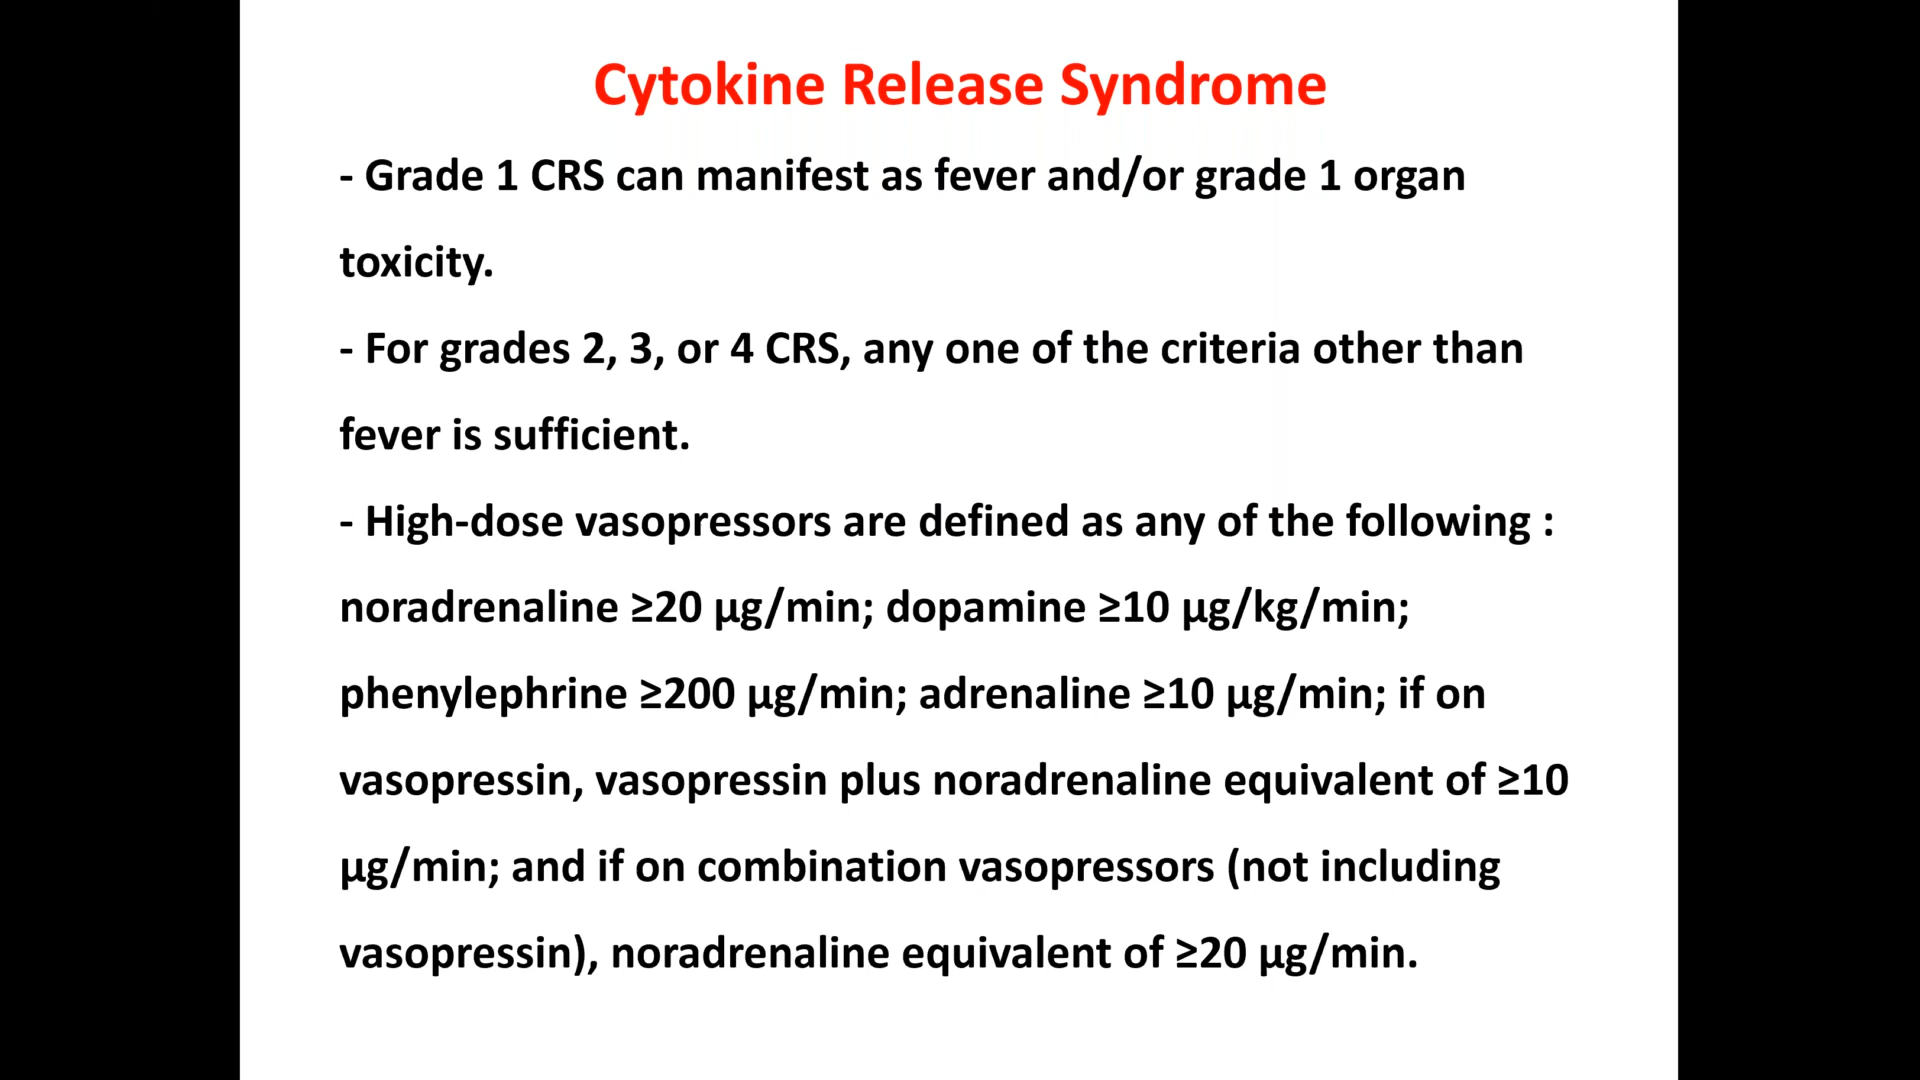 Cytokine Release Syndrome
- Grade 1 CRS can manifest as fever and/or grade 1 organ
toxicity.
- For grades 2, 3, or 4 CRS, any one of the criteria other than
fever is sufficient.
- High-dose vasopressors are defined as any of the following :
noradrenaline ≥20 μg/min; dopamine ≥10 μg/kg/min;
phenylephrine ≥200 μg/min; adrenaline ≥10 μg/min; if on
vasopressin, vasopressin plus noradrenaline equivalent of ≥10
μg/min; and if on combination vasopressors (not including
vasopressin), noradrenaline equivalent of ≥20 μg/min.